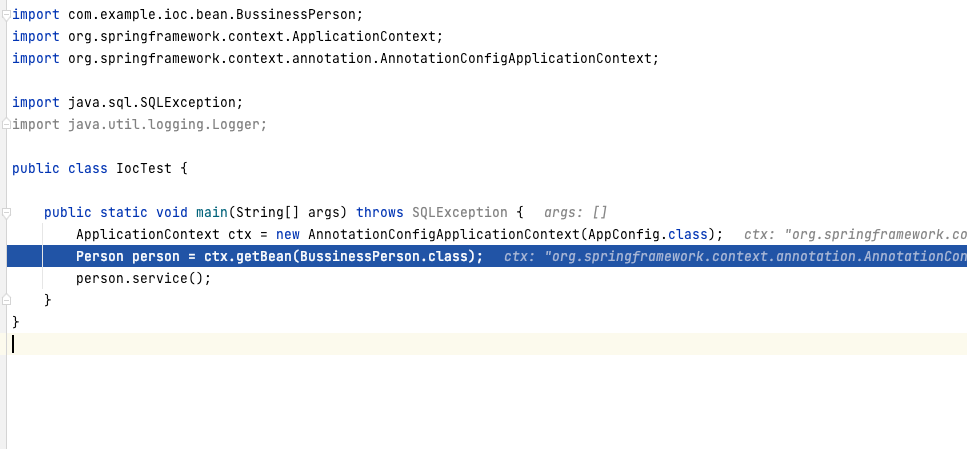 import com.example.ioc.bean.BussinessPerson;
import org.springframework.context.ApplicationContext;
import org.springframework.context.annotation.AnnotationConfigApplicationContext;
import java.sql.SQLException;
import java.util.logging.Logger;
public class IocTest {
public static void main(String[] args) throws SQLException { args: []
ApplicationContext ctx = new AnnotationConfigApplicationContext(AppConfig.class); ctx: "org.springframework.co
Person person = ctx.getBean(BussinessPerson.class); ctx: "org.springframework.context.annotation.AnnotationCon
person.service();
}
}